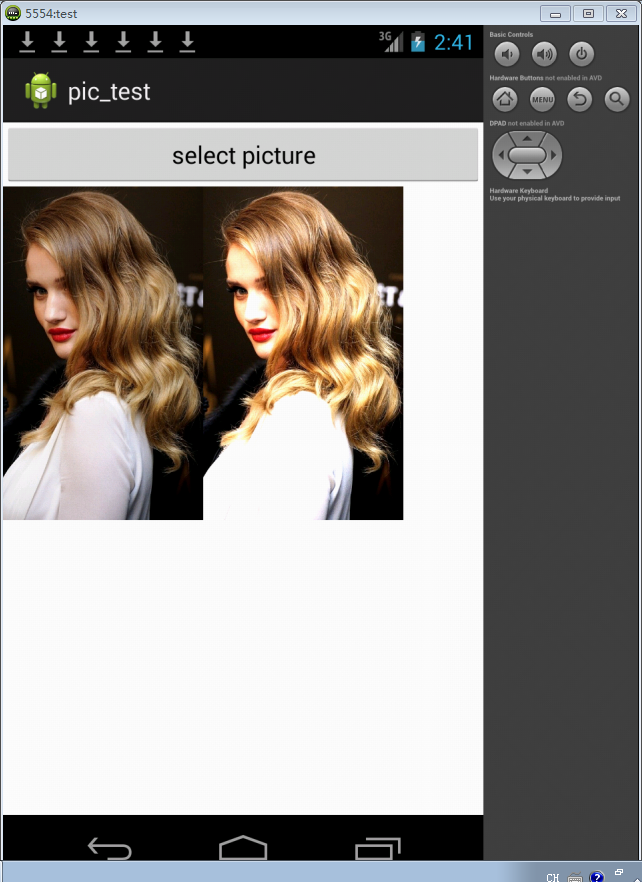 5554:test
3G
2:41
pic_test
select picture
Basic Controls
Hardware Buttons not enabled in AVD
MENU
DPAD not enabled in AVD
Hardware Keyboard
Use your physical keyboard to provide input
CH